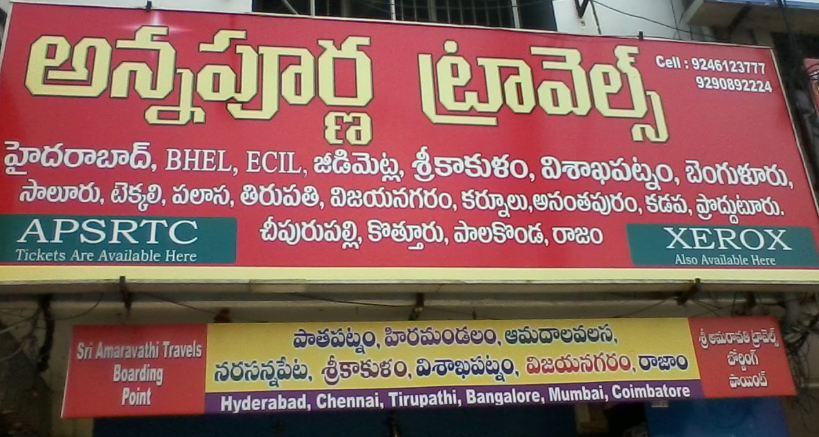 అన్నపూర్ణ ట్రావెల్స్
Cell : 9246123777
9290892224
హైదరాబాద్, BHEL, ECIL, జీడిమెట్ల, శ్రీకాకుళం, విశాఖపట్నం, బెంగుళూరు,
సాలూరు, టెక్కలి, పలాస, తిరుపతి, విజయనగరం, కర్నూలు,అనంతపురం, కడప, ప్రొద్దుటూరు.
చీపురుపల్లి, కొత్తూరు, పాలకొండ, రాజం
APSRTC
Tickets Are Available Here
XEROX
Also Available Here
Sri Amaravathi Travels
Boarding
Point
పాతపట్నం, హిరమండలం, ఆమదాలవలస,
నరసన్నపేట, శ్రీకాకుళం, విశాఖపట్నం, విజయనగరం, రాజాం
Hyderabad, Chennai, Tirupathi, Bangalore, Mumbai, Coimbatore
శ్రీ అమరావతి ట్రావెల్స్
బోర్డింగ్
పాయింట్